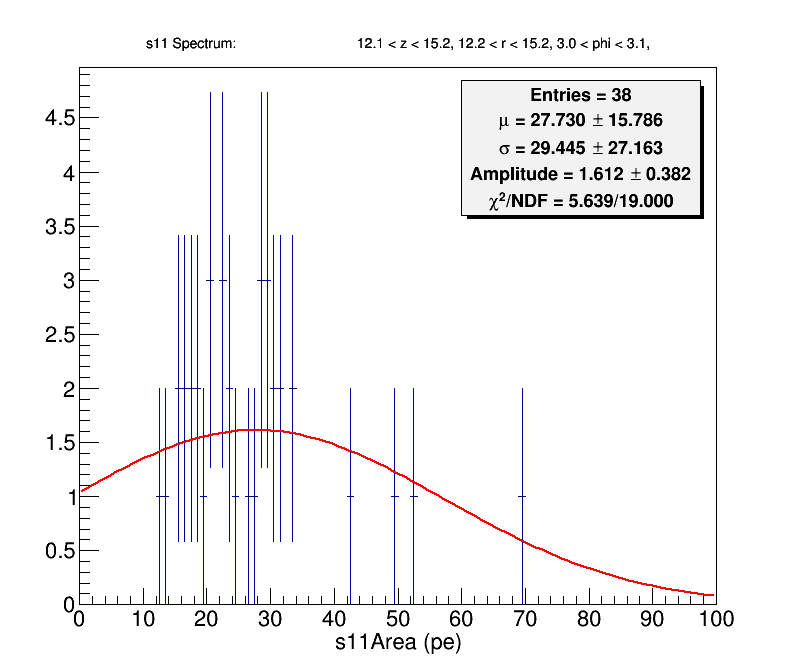 s11 Spectrum: 12.1 < z < 15.2, 12.2 < r < 15.2, 3.0 < phi < 3.1,
Entries = 38
μ = 27.730 ± 15.786
σ = 29.445 ± 27.163
Amplitude = 1.612 ± 0.382
χ²/NDF = 5.639/19.000
4.5
4
3.5
3
2.5
2
1.5
1
0.5
0
0 10 20 30 40 50 60 70 80 90 100
s11Area (pe)